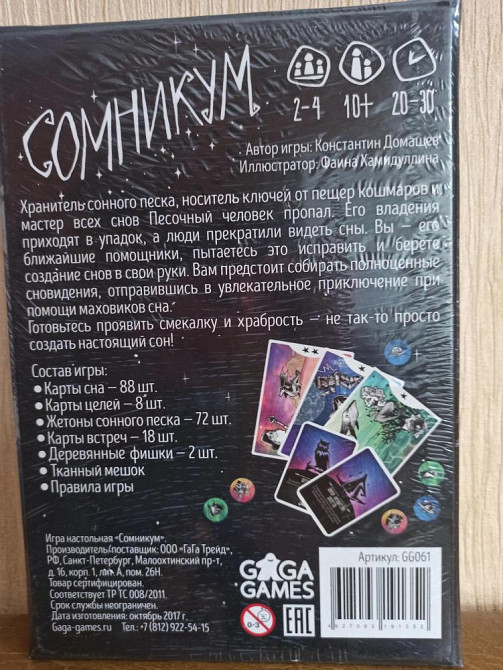 СОМНИКУМ
2-4 10+ 20-30
Автор игры: Константин Домашев
Иллюстратор: Фаина Хамидуллина
Хранитель сонного песка, носитель ключей от пещер кошмаров и
мастер всех снов Песочный человек пропал. Его владения
приходят в упадок, а люди прекратили видеть сны. Вы – его
ближайшие помощники, пытаетесь это исправить и берете
создание снов в свои руки. Вам предстоит собирать полноценные
сновидения, отправившись в увлекательное приключение при
помощи маховиков сна.
Готовьтесь проявить смекалку и храбрость – не так-то просто
создать настоящий сон!
Состав игры:
● Карты сна – 88 шт.
● Карты целей – 8 шт.
● Жетоны сонного песка – 72 шт.
● Карты встреч – 18 шт.
● Деревянные фишки – 2 шт.
● Тканный мешок
● Правила игры
Игра настольная «Сомникум».
Производитель/поставщик: ООО «ГаГа Трейд»,
РФ, Санкт-Петербург, Малоохтинский пр-т,
д. 16, корп. 1, лит. А, пом. 26Н.
Товар сертифицирован.
Соответствует ТР ТС 008/2011.
Срок службы неограничен.
Дата изготовления: октябрь 2017 г.
Gaga-games.ru Тел.: +7 (812) 922-54-15
GAGA
GAMES
0-3
EAC
Артикул: GG061